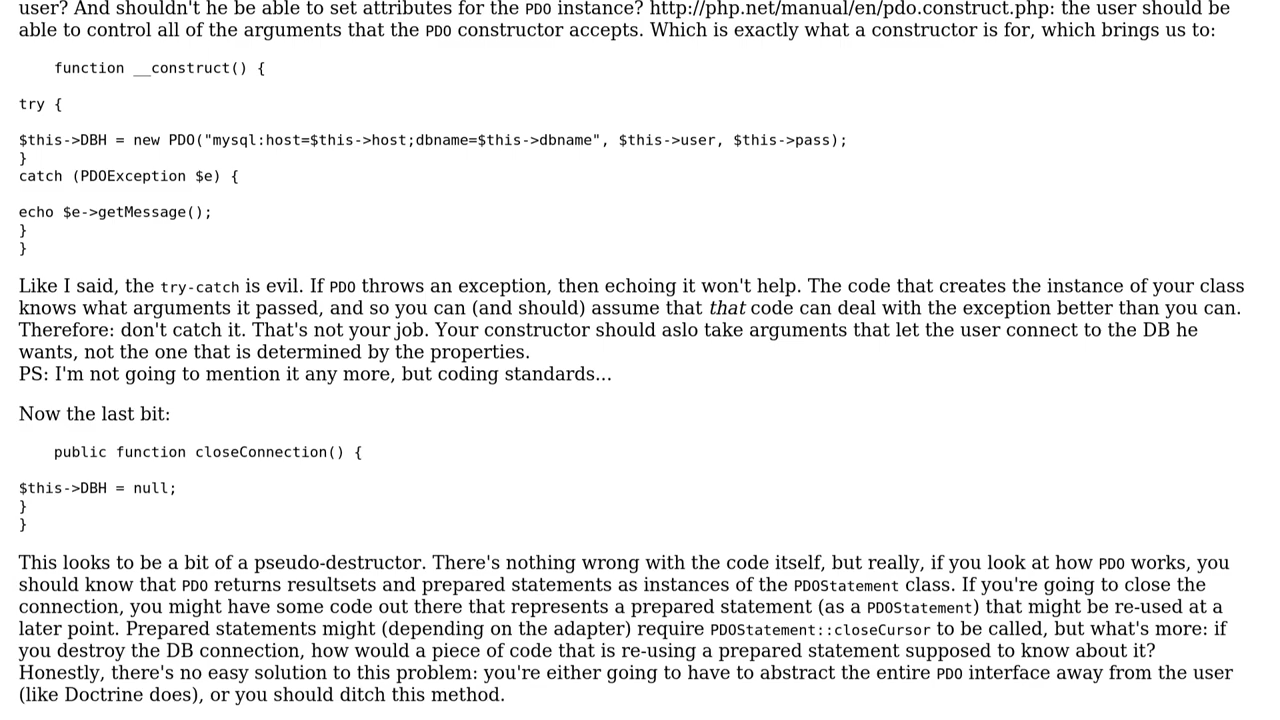 user? And shouldn't he be able to set attributes for the PDO instance? http://php.net/manual/en/pdo.construct.php: the user should be
able to control all of the arguments that the PDO constructor accepts. Which is exactly what a constructor is for, which brings us to:
function __construct() {
try {
$this->DBH = new PDO("mysql:host=$this->host;dbname=$this->dbname", $this->user, $this->pass);
}
catch (PDOException $e) {
echo $e->getMessage();
}
}
Like I said, the try-catch is evil. If PDO throws an exception, then echoing it won't help. The code that creates the instance of your class
knows what arguments it passed, and so you can (and should) assume that that code can deal with the exception better than you can.
Therefore: don't catch it. That's not your job. Your constructor should aslo take arguments that let the user connect to the DB he
wants, not the one that is determined by the properties.
PS: I'm not going to mention it any more, but coding standards...
Now the last bit:
public function closeConnection() {
$this->DBH = null;
}
}
This looks to be a bit of a pseudo-destructor. There's nothing wrong with the code itself, but really, if you look at how PDO works, you
should know that PDO returns resultsets and prepared statements as instances of the PDOStatement class. If you're going to close the
connection, you might have some code out there that represents a prepared statement (as a PDOStatement) that might be re-used at a
later point. Prepared statements might (depending on the adapter) require PDOStatement::closeCursor to be called, but what's more: if
you destroy the DB connection, how would a piece of code that is re-using a prepared statement supposed to know about it?
Honestly, there's no easy solution to this problem: you're either going to have to abstract the entire PDO interface away from the user
(like Doctrine does), or you should ditch this method.